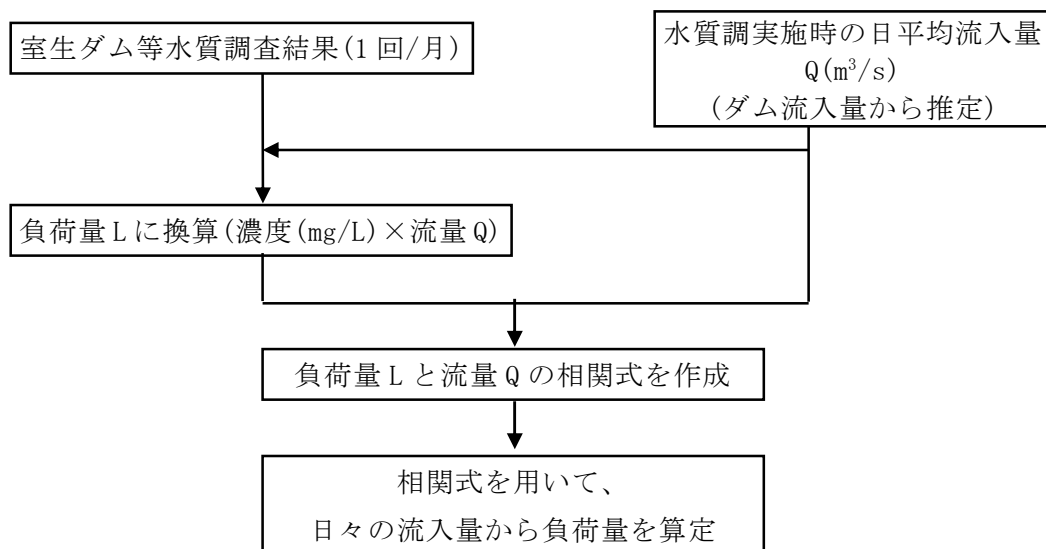 室生ダム等水質調査結果(1回/月)
水質調実施時の日平均流入量
Q(m³/s)
(ダム流入量から推定)
負荷量Lに換算(濃度(mg/L)×流量Q)
負荷量Lと流量Qの相関式を作成
相関式を用いて、
日々の流入量から負荷量を算定